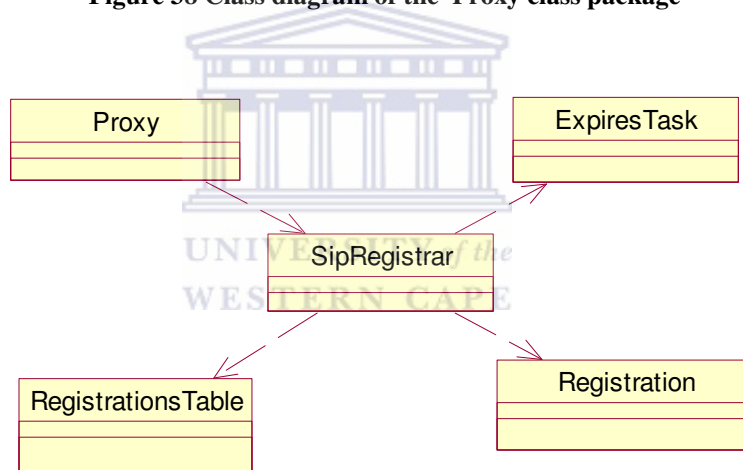 Figure 38 Class diagram of the Proxy class package
Proxy
ExpiresTask
UNIVERSITY of the
WESTERN CAPE
SipRegistrar
RegistrationsTable
Registration